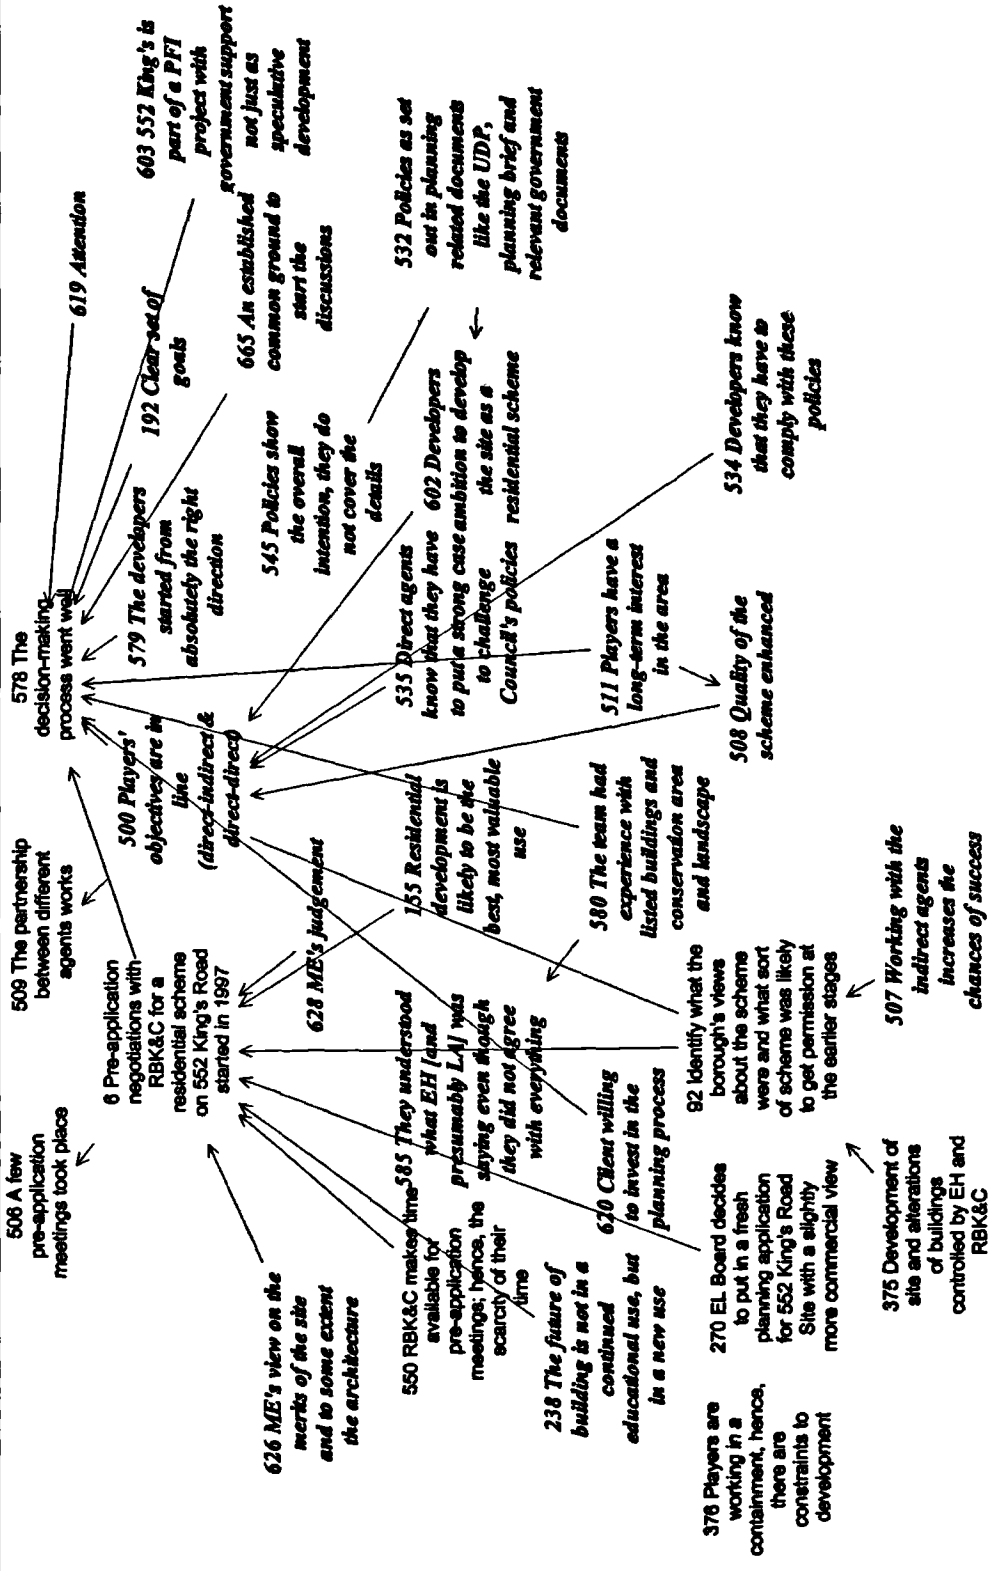 506 A few
pre-application
meetings took place
509 The partnership
between different
agents works
578 The
decision-making
process went well
619 Attention
6 Pre-application
negotiations with
RBK&C for a
residential scheme
on 552 King's Road
started in 1997
500 Players'
objectives are in
line
(direct-indirect &
direct-direct)
579 The developers
started from
absolutely the right
direction
192 Clear set of
goals
603 552 King's is
part of a PFI
project with
government support
not just as
speculative
development
665 An established
common ground to
start the
discussions
626 ME's view on the
merits of the site
and to some extent
the architecture
628 ME's judgement
545 Policies show
the overall
intention, they do
not cover the
details
550 RBK&C makes time
available for
pre-application
meetings; hence, the
scarcity of their
time
585 They understood
what EH [and
presumably LA] was
saying even though
they did not agree
with everything
155 Residential
development is
likely to be the
best, most valuable
use
535 Direct agents
know that they have
to put a strong case
to challenge
Council's policies
602 Developers
ambition to develop
the site as a
residential scheme
532 Policies as set
out in planning
related documents
like the UDP,
planning brief and
relevant government
documents
238 The future of
building is not in a
continued
educational use, but
in a new use
620 Client willing
to invest in the
planning process
580 The team had
experience with
listed buildings and
conservation area
and landscape
511 Players have a
long-term interest
in the area
376 Players are
working in a
containment, hence,
there are
constraints to
development
270 EL Board decides
to put in a fresh
planning application
for 552 King's Road
Site with a slightly
more commercial view
92 Identify what the
borough's views
about the scheme
were and what sort
of scheme was likely
to get permission at
the earlier stages
508 Quality of the
scheme enhanced
534 Developers know
that they have to
comply with these
policies
375 Development of
site and alterations
of buildings
controlled by EH and
RBK&C
507 Working with the
indirect agents
increases the
chances of success